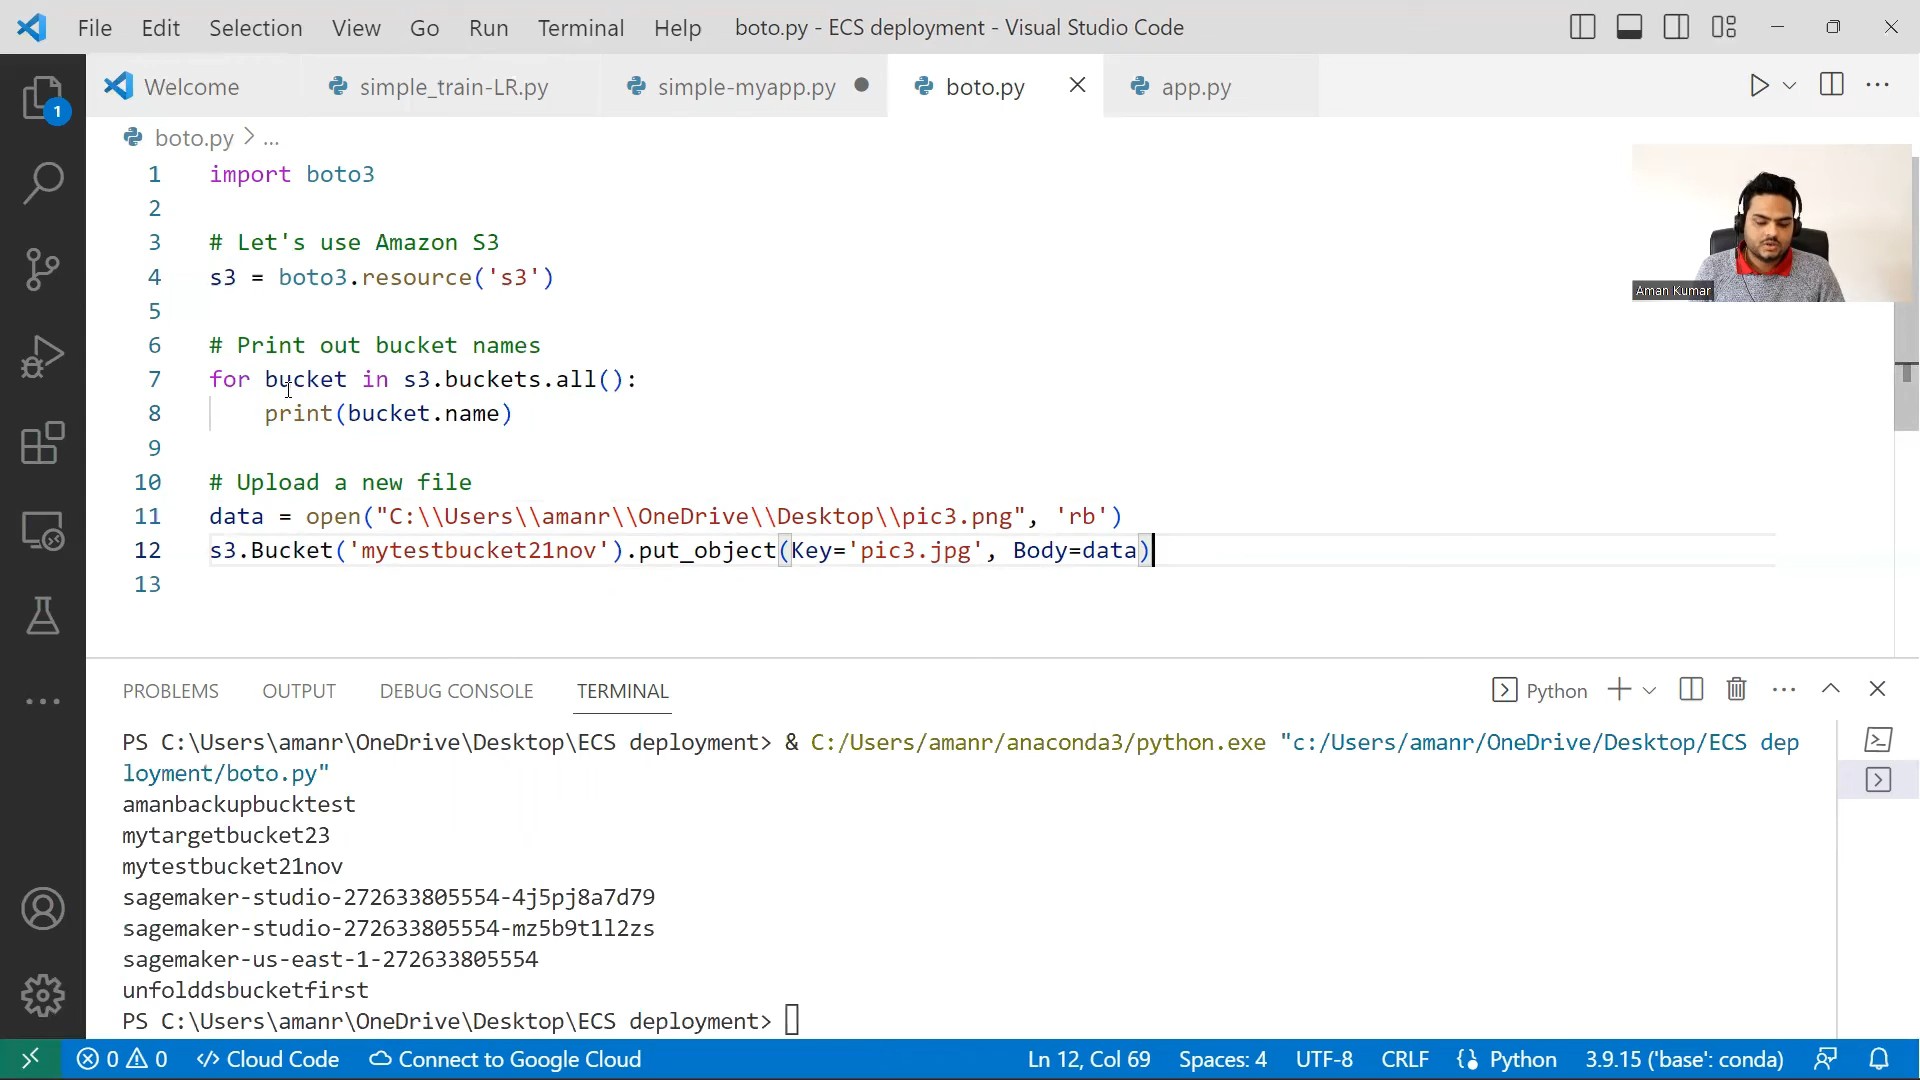 File Edit Selection View Go Run Terminal Help boto.py - ECS deployment - Visual Studio Code
Welcome simple_train-LR.py simple-myapp.py boto.py app.py
1
boto.py > ...
1 import boto3
2
3 # Let's use Amazon S3
4 s3 = boto3.resource('s3')
5
6 # Print out bucket names
7 for bucket in s3.buckets.all():
8 print(bucket.name)
9
10 # Upload a new file
11 data = open("C:\\Users\\amanr\\OneDrive\\Desktop\\pic3.png", 'rb')
12 s3.Bucket('mytestbucket21nov').put_object(Key='pic3.jpg', Body=data)
13
Aman Kumar
PROBLEMS OUTPUT DEBUG CONSOLE TERMINAL Python
PS C:\Users\amanr\OneDrive\Desktop\ECS deployment> & C:/Users/amanr/anaconda3/python.exe "c:/Users/amanr/OneDrive/Desktop/ECS dep
loyment/boto.py"
amanbackupbucktest
mytargetbucket23
mytestbucket21nov
sagemaker-studio-272633805554-4j5pj8a7d79
sagemaker-studio-272633805554-mz5b9t1l2zs
sagemaker-us-east-1-272633805554
unfolddsbucketfirst
PS C:\Users\amanr\OneDrive\Desktop\ECS deployment>
0 0 Cloud Code Connect to Google Cloud Ln 12, Col 69 Spaces: 4 UTF-8 CRLF Python 3.9.15 ('base': conda)